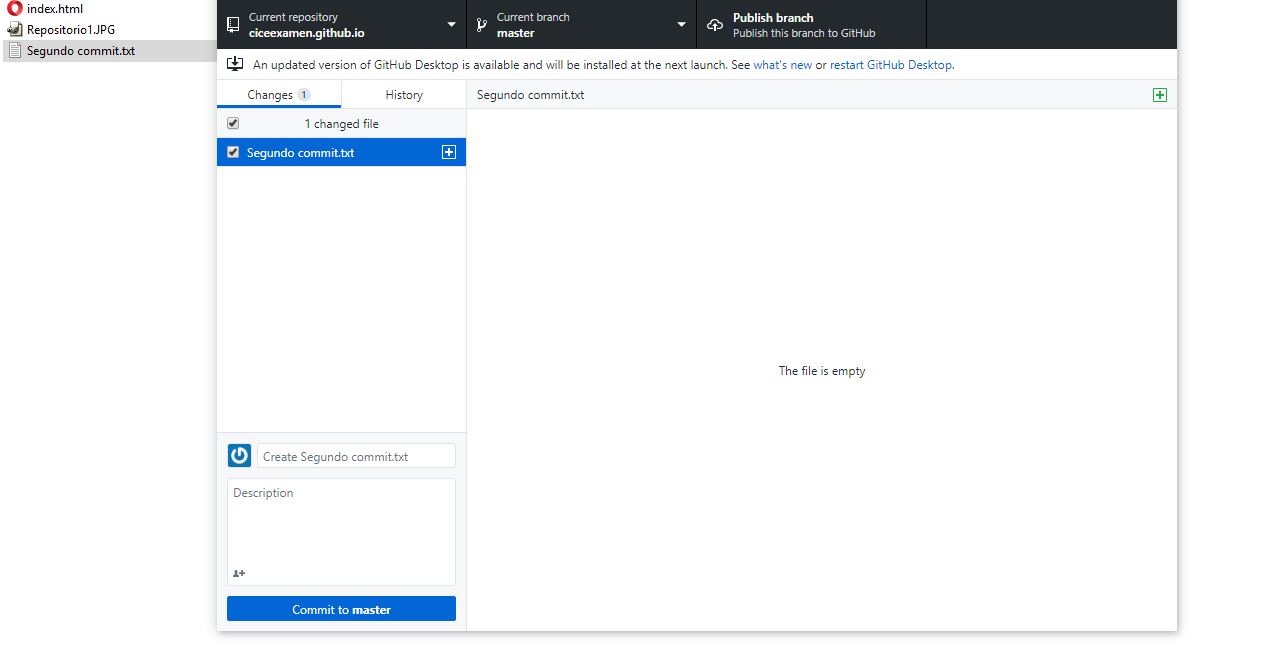 index.html
Repositorio1.JPG
Segundo commit.txt
Current repository
ciceexamen.github.io
Current branch
master
Publish branch
Publish this branch to GitHub
An updated version of GitHub Desktop is available and will be installed at the next launch. See what's new or restart GitHub Desktop.
Changes 1
History
Segundo commit.txt
1 changed file
Segundo commit.txt
The file is empty
Create Segundo commit.txt
Description
Commit to master